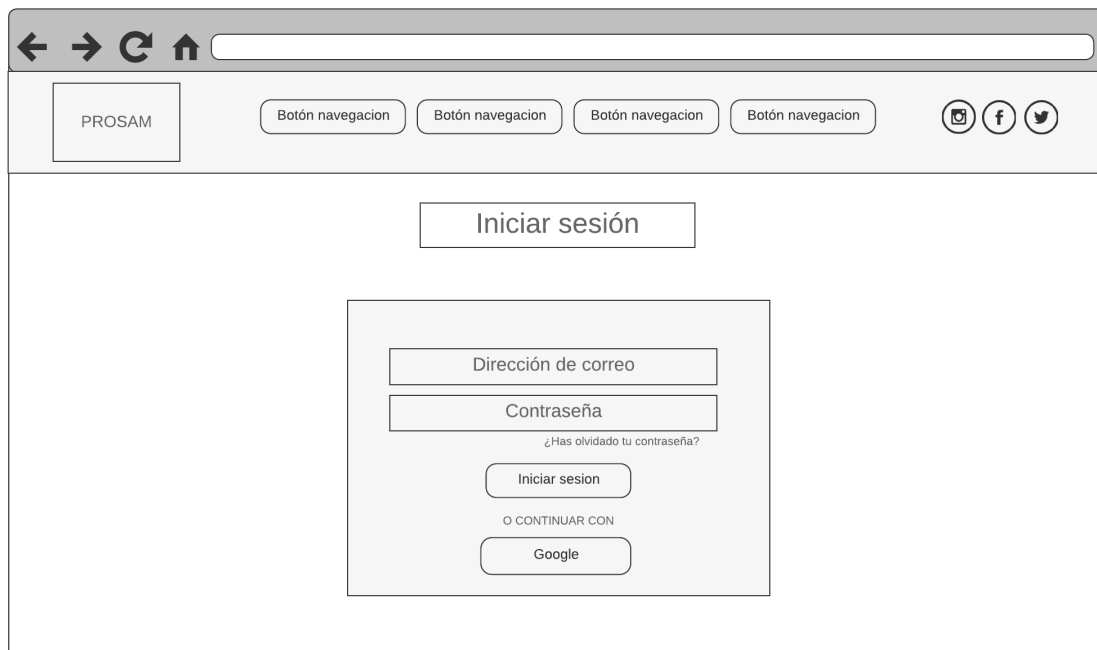 PROSAM
Botón navegacion
Botón navegacion
Botón navegacion
Botón navegacion
Iniciar sesión
Dirección de correo
Contraseña
¿Has olvidado tu contraseña?
Iniciar sesion
O CONTINUAR CON
Google